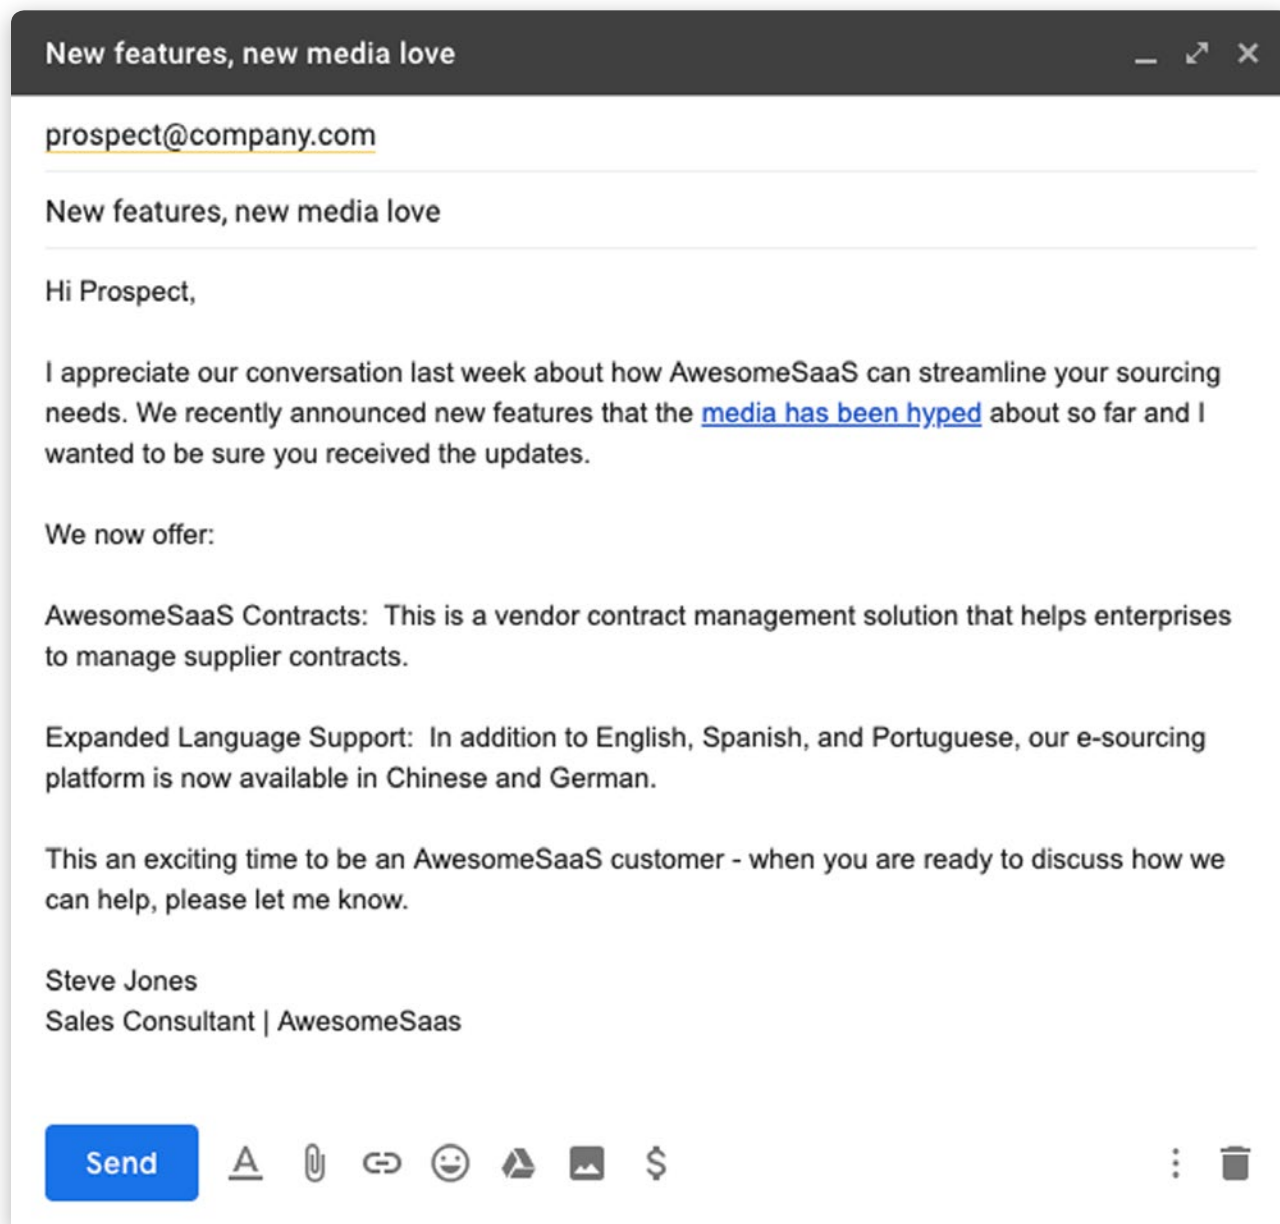 New features, new media love
prospect@company.com
New features, new media love
Hi Prospect,
I appreciate our conversation last week about how AwesomeSaaS can streamline your sourcing
needs. We recently announced new features that the media has been hyped about so far and I
wanted to be sure you received the updates.
We now offer:
AwesomeSaaS Contracts:  This is a vendor contract management solution that helps enterprises
to manage supplier contracts.
Expanded Language Support:  In addition to English, Spanish, and Portuguese, our e-sourcing
platform is now available in Chinese and German.
This an exciting time to be an AwesomeSaaS customer - when you are ready to discuss how we
can help, please let me know.
Steve Jones
Sales Consultant | AwesomeSaas
Send